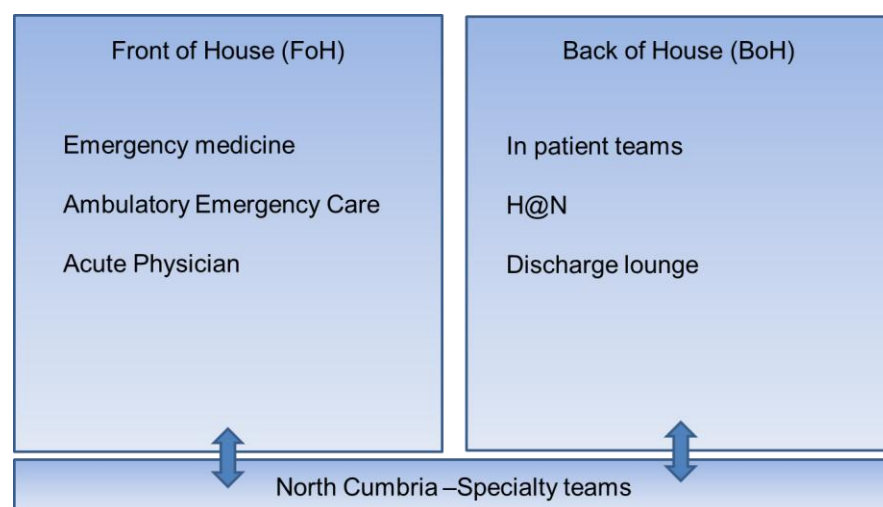 Front of House (FoH)
Emergency medicine
Ambulatory Emergency Care
Acute Physician
Back of House (BoH)
In patient teams
H@N
Discharge lounge
North Cumbria –Specialty teams